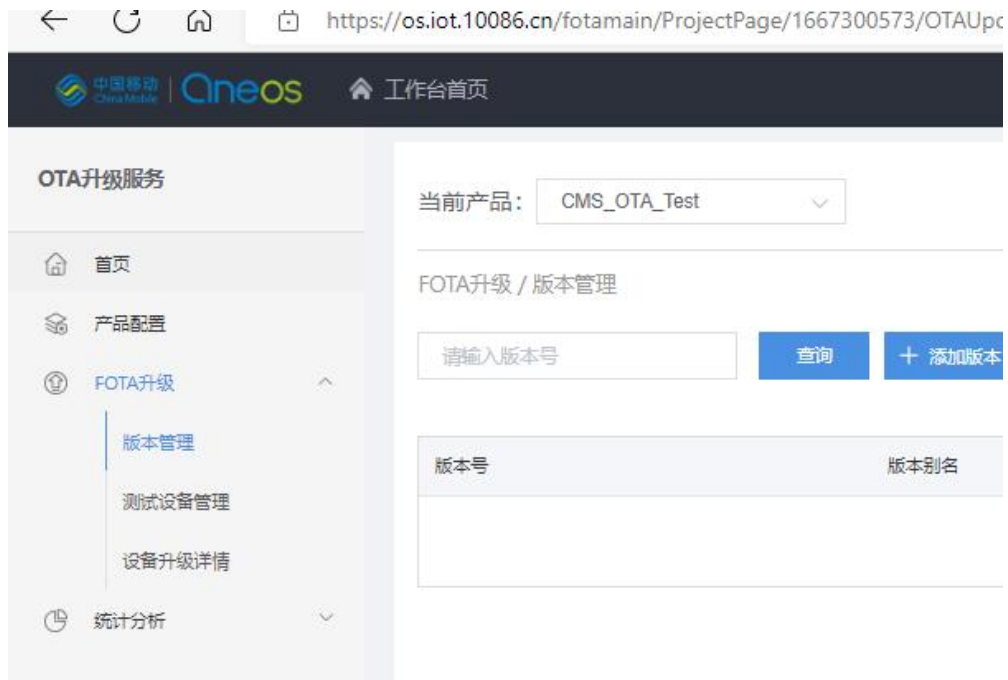 https://os.iot.10086.cn/fotamain/ProjectPage/1667300573/OTAUpd
中国移动
China Mobile
Oneos
工作台首页
OTA升级服务
首页
产品配置
FOTA升级
版本管理
测试设备管理
设备升级详情
统计分析
当前产品：
CMS_OTA_Test
FOTA升级 / 版本管理
请输入版本号
查询
添加版本
版本号
版本别名